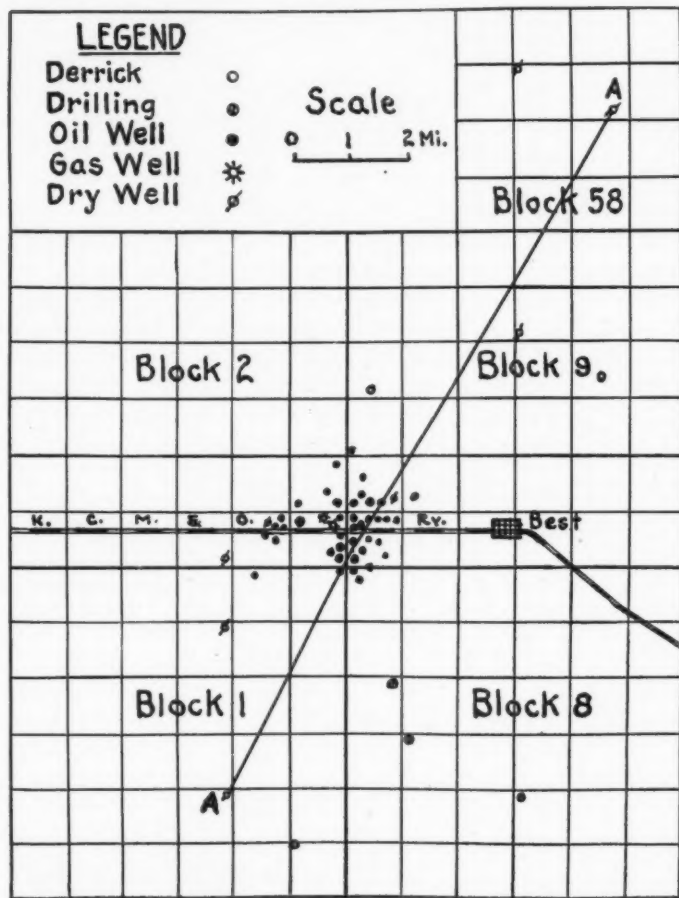 LEGEND
Derrick
Drilling
Oil Well
Gas Well
Dry Well
Scale
0 1 2 Mi.
A
Block 58
Block 2
Block 9
K. C. M. & O. Ry.
Best
Block 1
Block 8
A